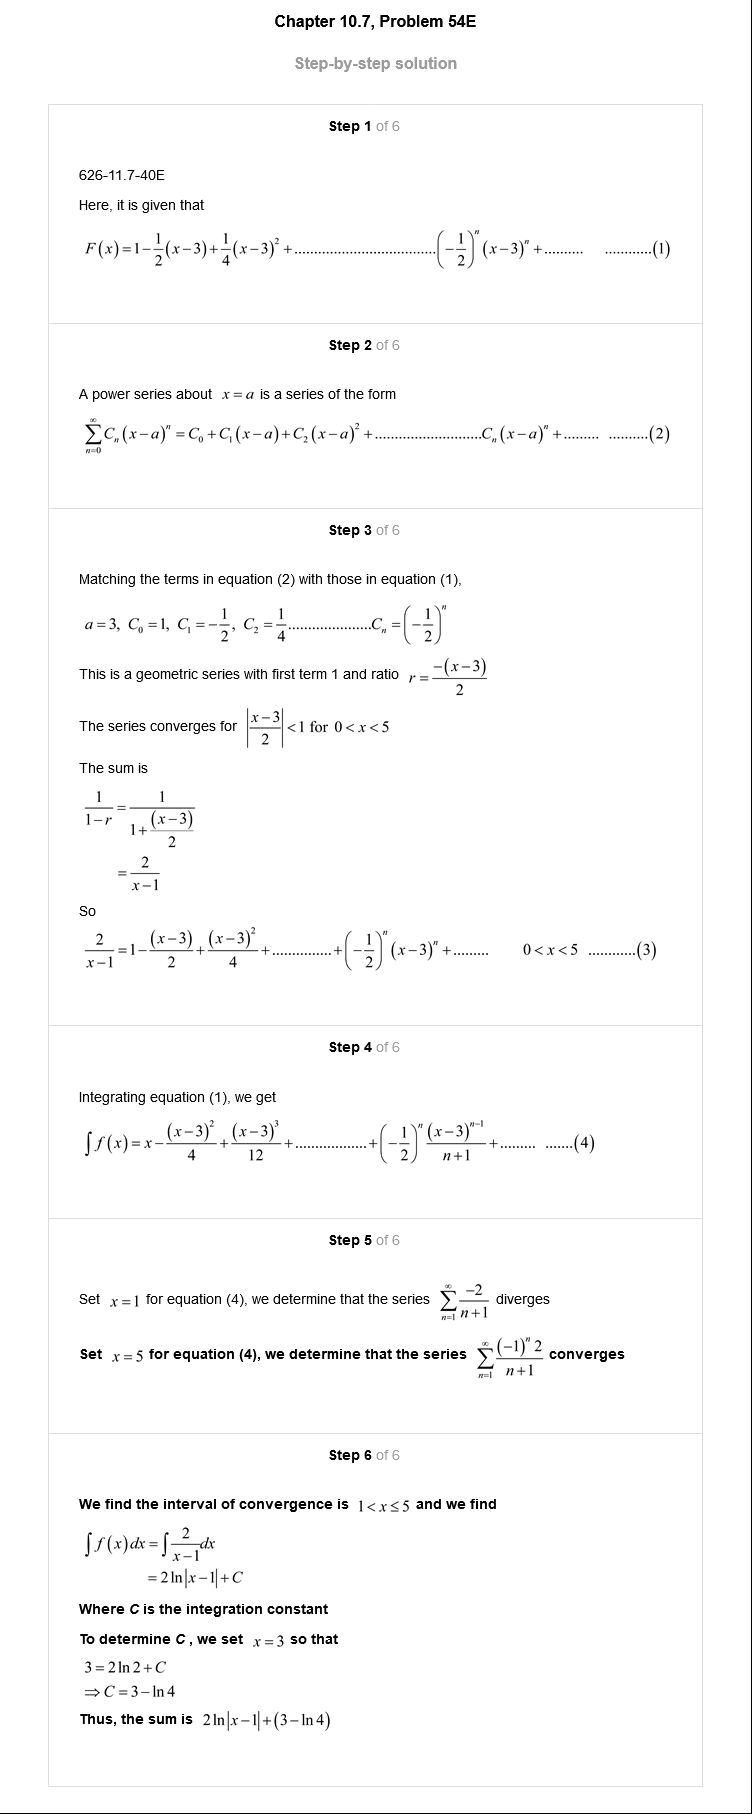 Chapter 10.7, Problem 54E
Step-by-step solution
Step 1 of 6
626-11.7-40E
Here, it is given that
F(x)=1-\frac{1}{2}(x-3)+\frac{1}{4}(x-3)^2+...................................\left(-\frac{1}{2}\right)^n(x-3)^n+.......... ............(1)
Step 2 of 6
A power series about x=a is a series of the form
\sum_{n=0}^{\infty}C_n(x-a)^n=C_0+C_1(x-a)+C_2(x-a)^2+...........................C_n(x-a)^n+......... ..........(2)
Step 3 of 6
Matching the terms in equation (2) with those in equation (1),
a=3, C_0=1, C_1=-\frac{1}{2}, C_2=\frac{1}{4}.....................C_n=\left(-\frac{1}{2}\right)^n
This is a geometric series with first term 1 and ratio r=\frac{-(x-3)}{2}
The series converges for \left|\frac{x-3}{2}\right|<1 for 0<x<5
The sum is
\frac{1}{1-r}=\frac{1}{1+\frac{(x-3)}{2}}
=\frac{2}{x-1}
So
\frac{2}{x-1}=1-\frac{(x-3)}{2}+\frac{(x-3)^2}{4}+...............+\left(-\frac{1}{2}\right)^n(x-3)^n+......... 0<x<5 ............(3)
Step 4 of 6
Integrating equation (1), we get
\int f(x)=x-\frac{(x-3)^2}{4}+\frac{(x-3)^3}{12}+..................+\left(-\frac{1}{2}\right)^n\frac{(x-3)^{n-1}}{n+1}+......... .......(4)
Step 5 of 6
Set x=1 for equation (4), we determine that the series \sum_{n=1}^{\infty}\frac{-2}{n+1} diverges
Set x=5 for equation (4), we determine that the series \sum_{n=1}^{\infty}\frac{(-1)^n 2}{n+1} converges
Step 6 of 6
We find the interval of convergence is 1<x≤5 and we find
\int f(x)dx=\int\frac{2}{x-1}dx
=2ln|x-1|+C
Where C is the integration constant
To determine C , we set x=3 so that
3=2ln2+C
⇒C=3-ln4
Thus, the sum is 2ln|x-1|+(3-ln4)